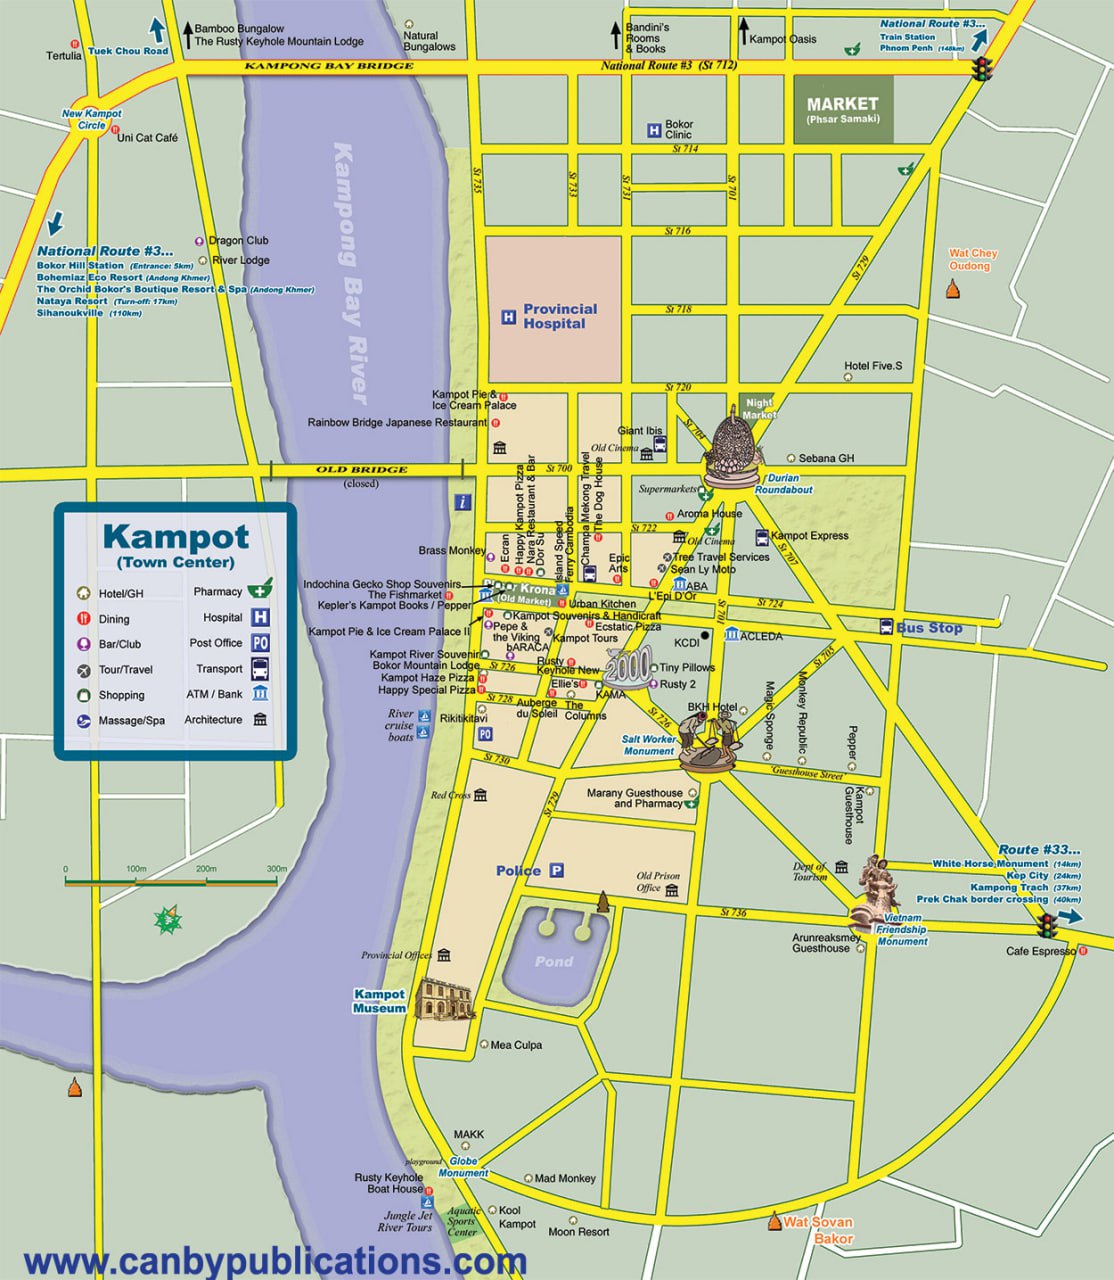 Tertulia
Tuek Chou Road
Bamboo Bungalow
The Rusty Keyhole Mountain Lodge
Natural
Bungalows
Bandini's
Rooms
& Books
Kampot Oasis
National Route #3...
Train Station
Phnom Penh (148km)
KAMPONG BAY BRIDGE
National Route #3 (St 712)
New Kampot
Circle
Uni Cat Café
MARKET
(Phsar Samaki)
H
Bokor
Clinic
St 714
St 735
St 733
St 731
St 701
Kampong Bay River
National Route #3...
Bokor Hill Station (Entrance: 5km)
Bohemiaz Eco Resort (Andong Khmer)
The Orchid Bokor's Boutique Resort & Spa (Andong Khmer)
Nataya Resort (Turn-off: 17km)
Sihanoukville (110km)
Dragon Club
River Lodge
St 716
St 729
Wat Chey
Oudong
H
Provincial
Hospital
St 718
Hotel Five.S
St 720
Kampot Pie &
Ice Cream Palace
Rainbow Bridge Japanese Restaurant
Night
Market
St 704
Giant Ibis
Old Cinema
Sebana GH
OLD BRIDGE
(closed)
St 700
Durian
Roundabout
Supermarkets
i
Ecran
Happy Kampot Pizza
Nary Restaurant & Bar
Dor Su
Island Speed
Ferry Cambodia
Champa Mekong Travel
The Dog House
Aroma House
St 722
Old Cinema
Kampot Express
Brass Monkey
Epic
Arts
Tree Travel Services
Sean Ly Moto
St 707
ABA
L'Epi D'Or
Indochina Gecko Shop Souvenirs
The Fishmarket
Kepler's Kampot Books / Pepper
Krona
(Old Market)
Urban Kitchen
St 724
Kampot Souvenirs & Handicraft
Ecstatic Pizza
St 701
Bus Stop
Kampot Pie & Ice Cream Palace II
Pepe &
the Viking
bARACA
Kampot Tours
KCDI
ACLEDA
St 705
Kampot River Souvenir
Bokor Mountain Lodge
Kampot Haze Pizza
Happy Special Pizza
St 726
Rusty
Keyhole New
2000
Tiny Pillows
Rusty 2
Ellie's
KAMA
St 728
Auberge
du Soleil
The
Columns
River
cruise
boats
Rikitikitavi
PO
St 726
BKH Hotel
Magic Sponge
Monkey Republic
Pepper
Salt Worker
Monument
St 730
'Guesthouse Street'
Kampot
Guesthouse
Red Cross
St 729
Marany Guesthouse
and Pharmacy
Kampot
(Town Center)
Hotel/GH
Pharmacy
Dining
Hospital
H
Bar/Club
Post Office
PO
Tour/Travel
Transport
Shopping
ATM / Bank
Massage/Spa
Architecture
0
100m
200m
300m
Police
P
Old Prison
Office
Dept of
Tourism
Route #33...
White Horse Monument (14km)
Kep City (24km)
Kampong Trach (37km)
Prek Chak border crossing (40km)
St 736
Vietnam
Friendship
Monument
Arunreaksmey
Guesthouse
Cafe Espresso
Provincial Offices
Pond
Kampot
Museum
Mea Culpa
MAKK
playground
Globe
Monument
Rusty Keyhole
Boat House
Mad Monkey
Jungle Jet
River Tours
Aquatic
Sports
Center
Kool
Kampot
Moon Resort
Wat Sovan
Bakor
www.canbypublications.com